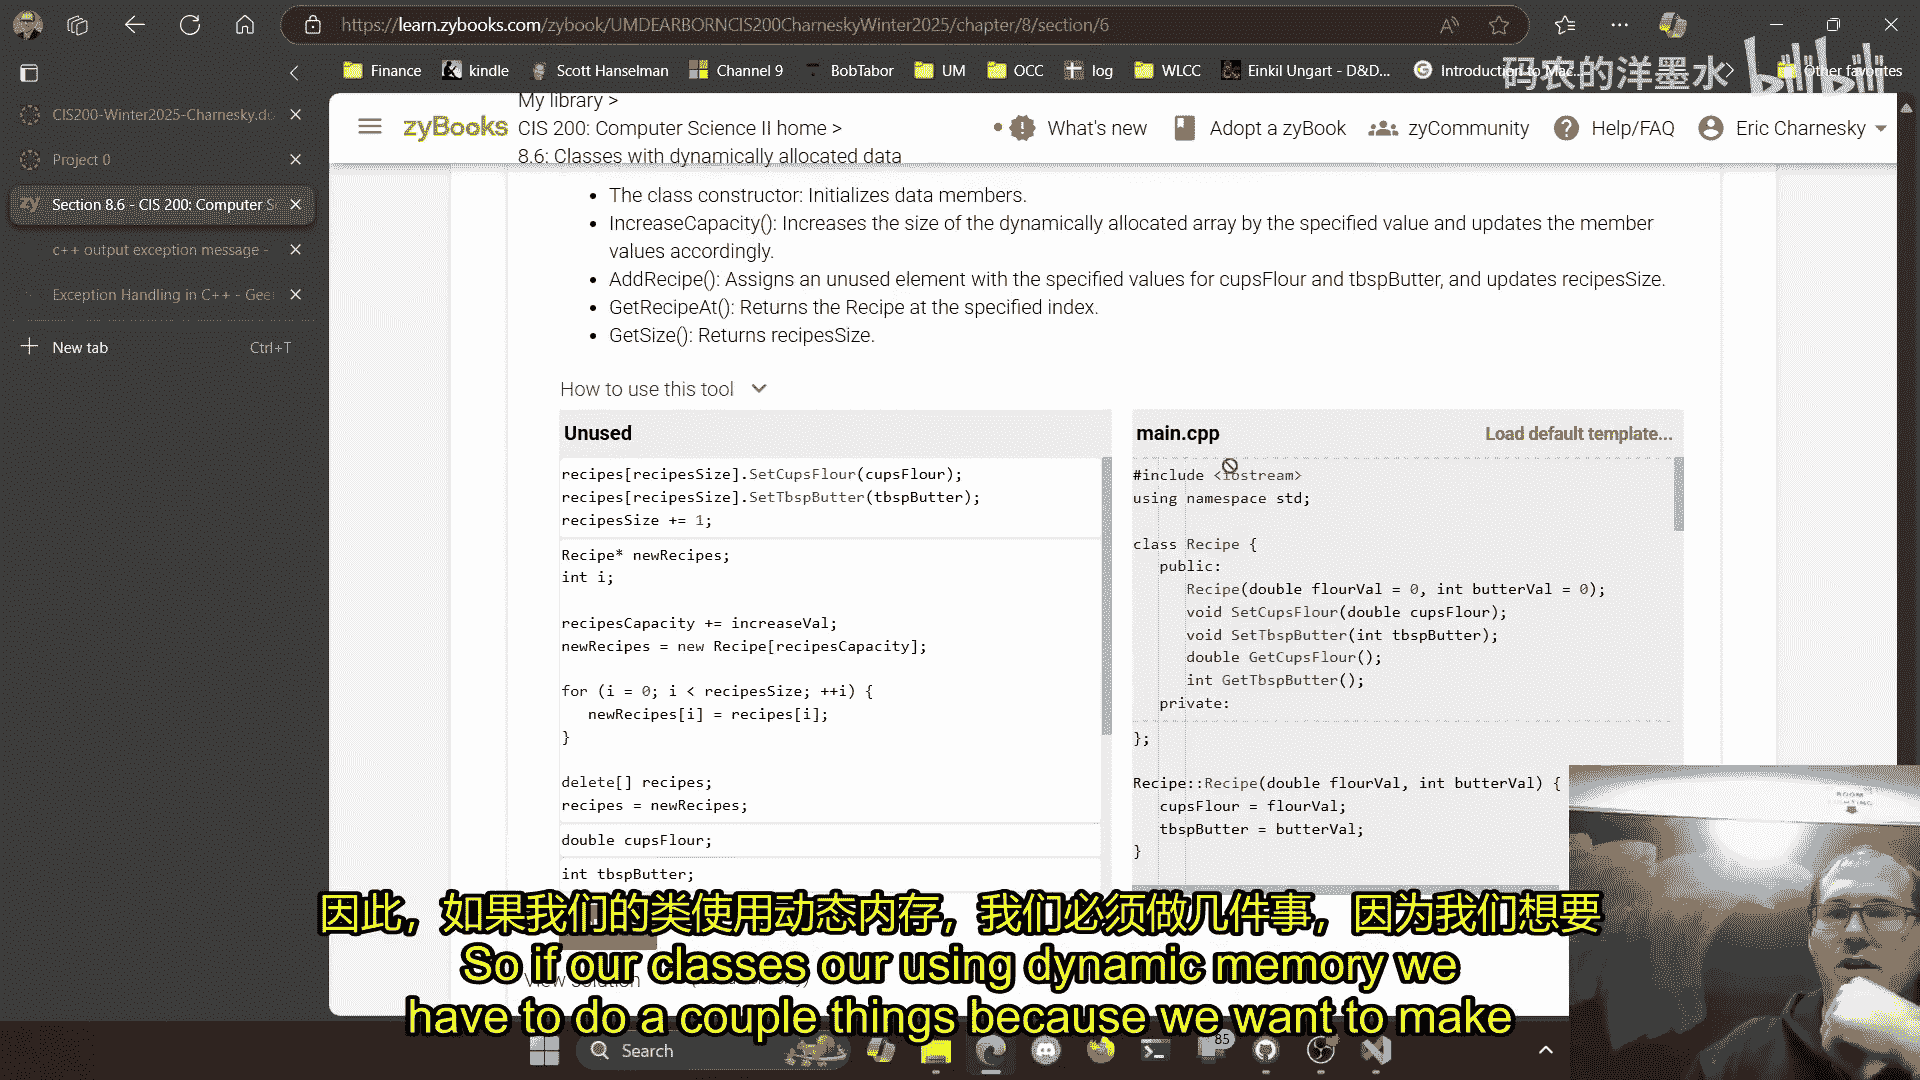 https://learn.zybooks.com/zybook/UMDEARBORNCIS200CharneskyWinter2025/chapter/8/section/6
Finance
kindle
Scott Hanselman
Channel 9
BobTabor
UM
OCC
log
WLCC
Einkil Ungart - D&D...
Introduction to Mac...
Other favorites
码农的洋墨水
bilibili
CIS200-Winter2025-Charnesky.do
Project 0
Section 8.6 - CIS 200: Computer Sc
c++ output exception message -
Exception Handling in C++ - Gee
New tab
Ctrl+T
zyBooks
My library >
CIS 200: Computer Science II home >
8.6: Classes with dynamically allocated data
What's new
Adopt a zyBook
zyCommunity
Help/FAQ
Eric Charnesky
The class constructor: Initializes data members.
IncreaseCapacity(): Increases the size of the dynamically allocated array by the specified value and updates the member
values accordingly.
AddRecipe(): Assigns an unused element with the specified values for cupsFlour and tbspButter, and updates recipesSize.
GetRecipeAt(): Returns the Recipe at the specified index.
GetSize(): Returns recipesSize.
How to use this tool
Unused
recipes[recipesSize].SetCupsFlour(cupsFlour);
recipes[recipesSize].SetTbspButter(tbspButter);
recipesSize += 1;
Recipe* newRecipes;
int i;
recipesCapacity += increaseVal;
newRecipes = new Recipe[recipesCapacity];
for (i = 0; i < recipesSize; ++i) {
newRecipes[i] = recipes[i];
}
delete[] recipes;
recipes = newRecipes;
double cupsFlour;
int tbspButter;
main.cpp
Load default template...
#include <iostream>
using namespace std;
class Recipe {
public:
Recipe(double flourVal = 0, int butterVal = 0);
void SetCupsFlour(double cupsFlour);
void SetTbspButter(int tbspButter);
double GetCupsFlour();
int GetTbspButter();
private:
};
Recipe::Recipe(double flourVal, int butterVal) {
cupsFlour = flourVal;
tbspButter = butterVal;
}
View solution
因此，如果我们的类使用动态内存，我们必须做几件事，因为我们想要
So if our classes our using dynamic memory we
have to do a couple things because we want to make
Search
85